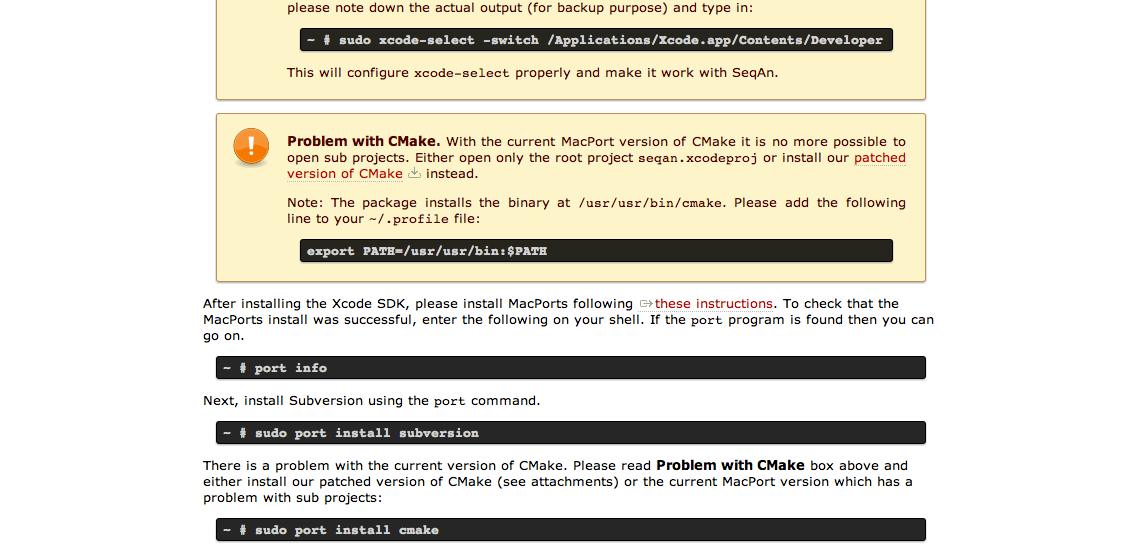 please note down the actual output (for backup purpose) and type in:
~ # sudo xcode-select -switch /Applications/Xcode.app/Contents/Developer
This will configure xcode-select properly and make it work with SeqAn.
Problem with CMake. With the current MacPort version of CMake it is no more possible to
open sub projects. Either open only the root project seqan.xcodeproj or install our patched
version of CMake instead.
Note: The package installs the binary at /usr/usr/bin/cmake. Please add the following
line to your ~/.profile file:
export PATH=/usr/usr/bin:$PATH
After installing the Xcode SDK, please install MacPorts following these instructions. To check that the
MacPorts install was successful, enter the following on your shell. If the port program is found then you can
go on.
~ # port info
Next, install Subversion using the port command.
~ # sudo port install subversion
There is a problem with the current version of CMake. Please read Problem with CMake box above and
either install our patched version of CMake (see attachments) or the current MacPort version which has a
problem with sub projects:
~ # sudo port install cmake